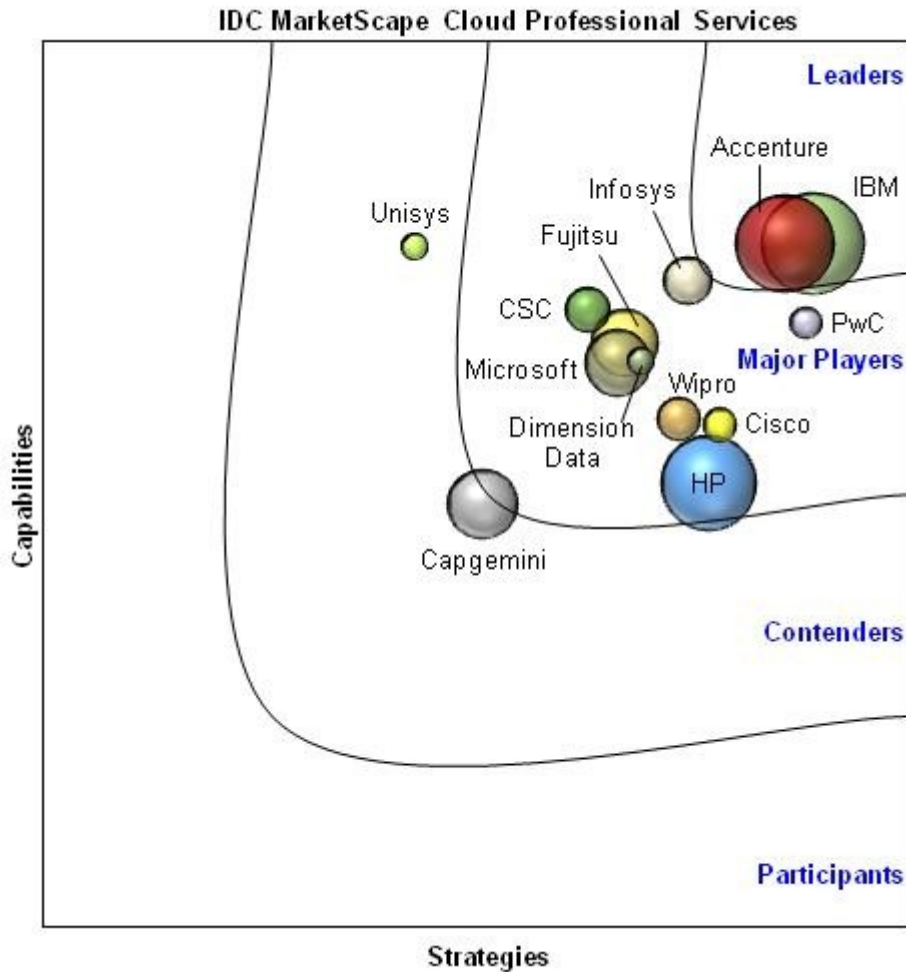 IDC MarketScape Cloud Professional Services
Leaders
Accenture
Infosys
IBM
Unisys
Fujitsu
CSC
PwC
Microsoft
Major Players
Wipro
Dimension
Data
Cisco
HP
Capgemini
Capabilities
Contenders
Participants
Strategies